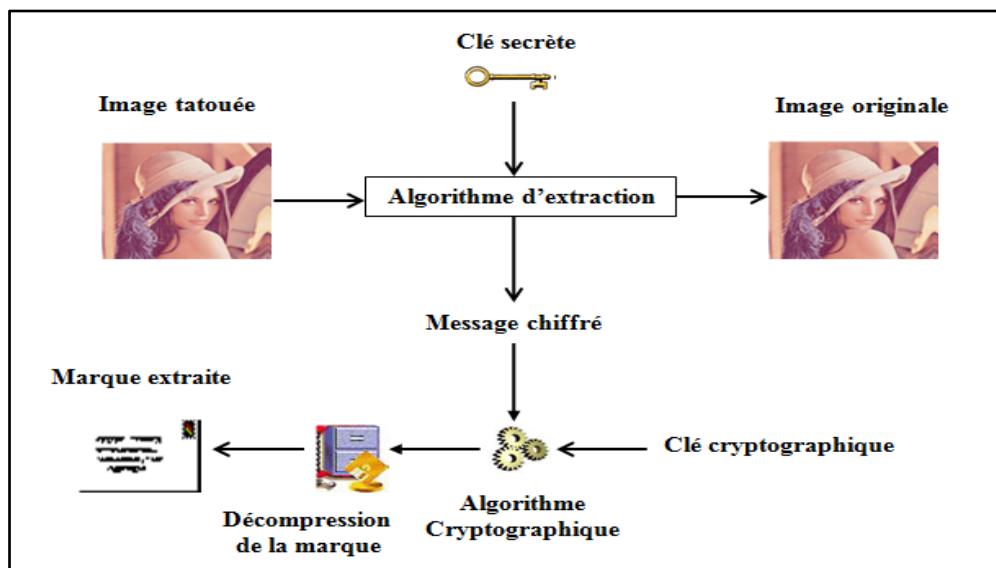 Clé secrète
Image tatouée
Image originale
Algorithme d'extraction
Message chiffré
Marque extraite
Clé cryptographique
Algorithme
Cryptographique
Décompression
de la marque